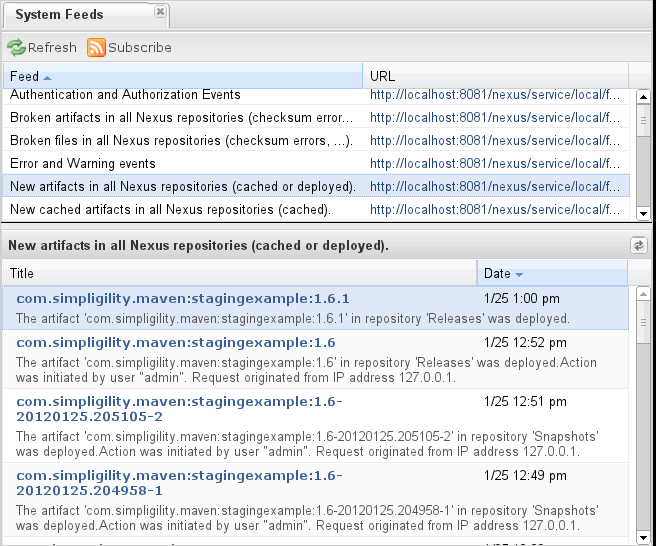 System Feeds
Refresh Subscribe
Feed URL
Authentication and Authorization Events http://localhost:8081/nexus/service/local/f...
Broken artifacts in all Nexus repositories (checksum error... http://localhost:8081/nexus/service/local/f...
Broken files in all Nexus repositories (checksum errors, ...). http://localhost:8081/nexus/service/local/f...
Error and Warning events http://localhost:8081/nexus/service/local/f...
New artifacts in all Nexus repositories (cached or deployed). http://localhost:8081/nexus/service/local/f...
New cached artifacts in all Nexus repositories (cached). http://localhost:8081/nexus/service/local/f...
New artifacts in all Nexus repositories (cached or deployed).
Title Date
com.simpligility.maven:stagingexample:1.6.1 1/25 1:00 pm
The artifact 'com.simpligility.maven:stagingexample:1.6.1' in repository 'Releases' was deployed.
com.simpligility.maven:stagingexample:1.6 1/25 12:52 pm
The artifact 'com.simpligility.maven:stagingexample:1.6' in repository 'Releases' was deployed.Action
was initiated by user "admin". Request originated from IP address 127.0.0.1.
com.simpligility.maven:stagingexample:1.6- 1/25 12:51 pm
20120125.205105-2
The artifact 'com.simpligility.maven:stagingexample:1.6-20120125.205105-2' in repository 'Snapshots'
was deployed.Action was initiated by user "admin". Request originated from IP address 127.0.0.1.
com.simpligility.maven:stagingexample:1.6- 1/25 12:49 pm
20120125.204958-1
The artifact 'com.simpligility.maven:stagingexample:1.6-20120125.204958-1' in repository 'Snapshots'
was deployed.Action was initiated by user "admin". Request originated from IP address 127.0.0.1.